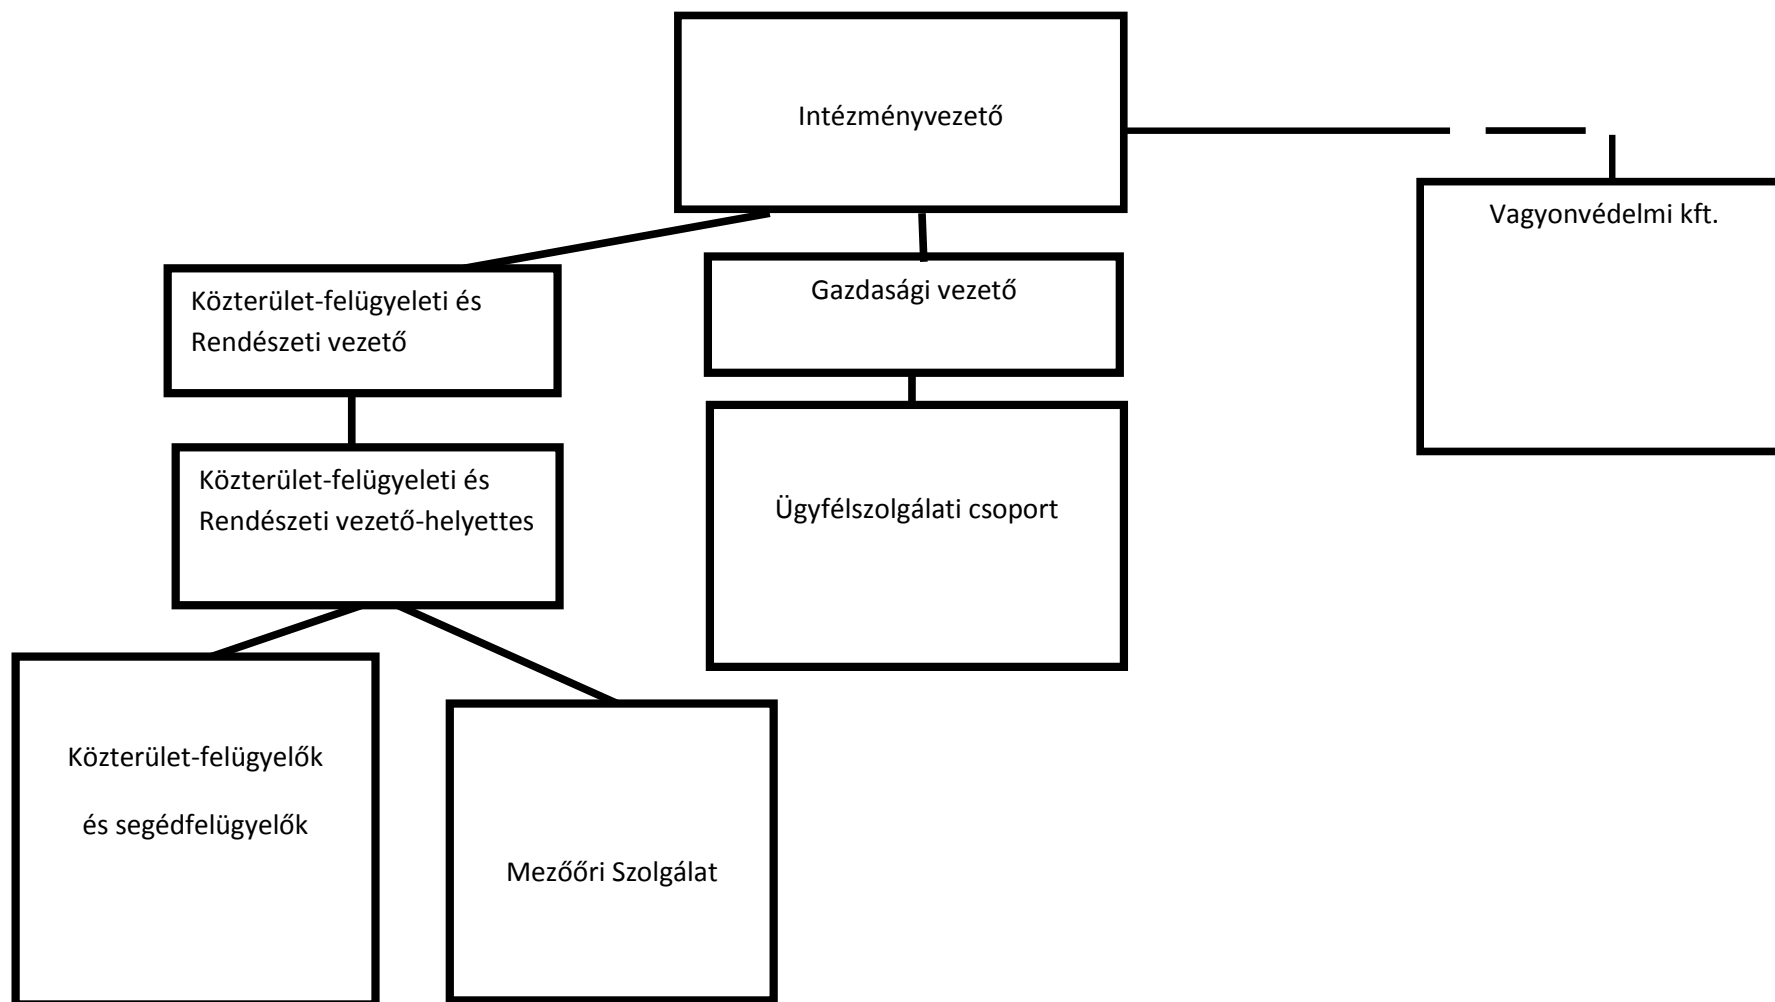 Intézményvezető
Vagyonvédelmi kft.
Közterület-felügyeleti és
Rendészeti vezető
Gazdasági vezető
Közterület-felügyeleti és
Rendészeti vezető-helyettes
Ügyfélszolgálati csoport
Közterület-felügyelők
és segédfelügyelők
Mezőőri Szolgálat